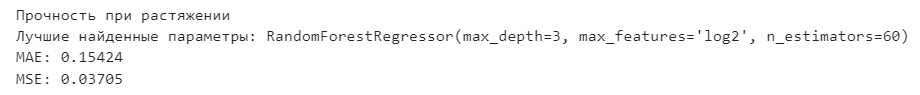 Прочность при растяжении
Лучшие найденные параметры: RandomForestRegressor(max_depth=3, max_features='log2', n_estimators=60)
MAE: 0.15424
MSE: 0.03705